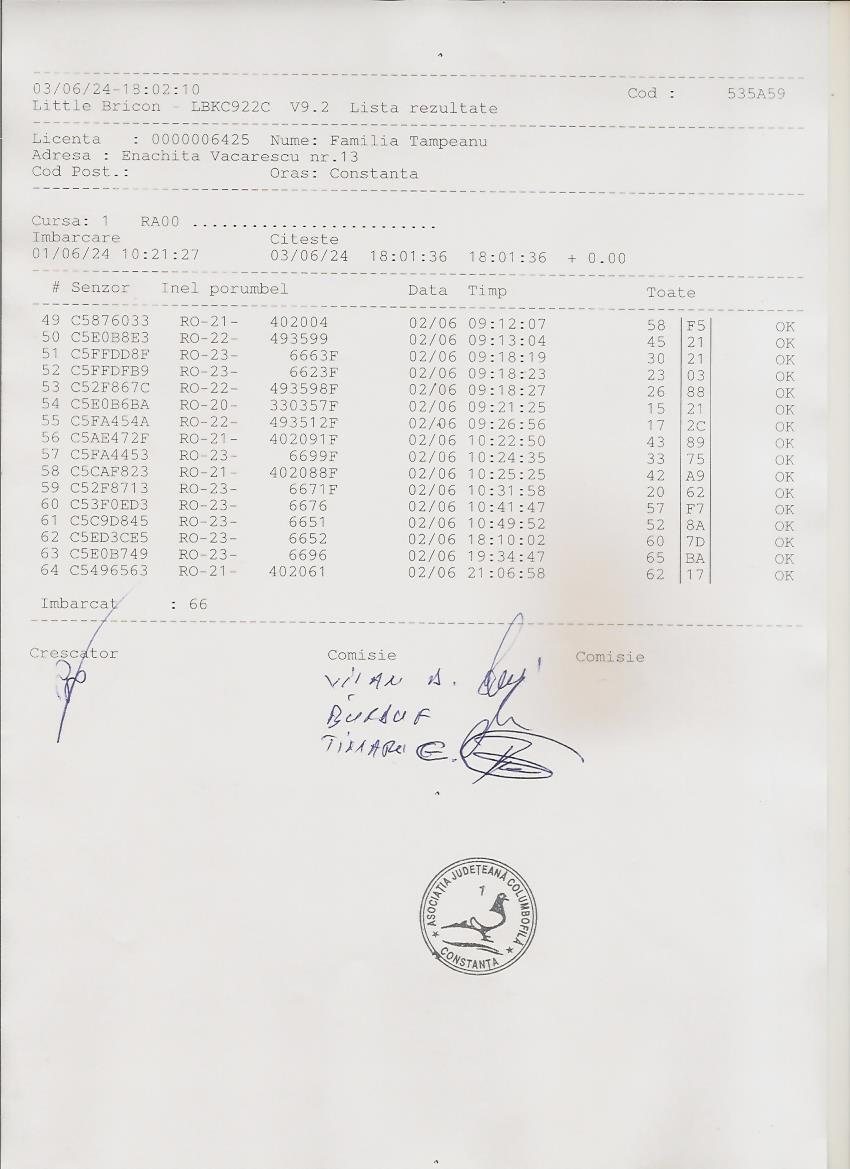 03/06/24-18:02:10 Cod : 535A59
Little Bricon - LBKC922C V9.2 Lista rezultate
Licenta : 0000006425 Nume: Familia Tampeanu
Adresa : Enachita Vacarescu nr.13
Cod Post.: Oras: Constanta
Cursa: 1 RA00 .........................
Imbarcare Citeste
01/06/24 10:21:27 03/06/24 18:01:36 18:01:36 + 0.00
# Senzor Inel porumbel Data Timp Toate
49 C5876033 RO-21- 402004 02/06 09:12:07 58 F5 OK
50 C5E0B8E3 RO-22- 493599 02/06 09:13:04 45 21 OK
51 C5FFDD8F RO-23- 6663F 02/06 09:18:19 30 21 OK
52 C5FFDFB9 RO-23- 6623F 02/06 09:18:23 23 03 OK
53 C52F867C RO-22- 493598F 02/06 09:18:27 26 88 OK
54 C5E0B6BA RO-20- 330357F 02/06 09:21:25 15 21 OK
55 C5FA454A RO-22- 493512F 02/06 09:26:56 17 2C OK
56 C5AE472F RO-21- 402091F 02/06 10:22:50 43 89 OK
57 C5FA4453 RO-23- 6699F 02/06 10:24:35 33 75 OK
58 C5CAF823 RO-21- 402088F 02/06 10:25:25 42 A9 OK
59 C52F8713 RO-23- 6671F 02/06 10:31:58 20 62 OK
60 C53F0ED3 RO-23- 6676 02/06 10:41:47 57 F7 OK
61 C5C9D845 RO-23- 6651 02/06 10:49:52 52 8A OK
62 C5ED3CE5 RO-23- 6652 02/06 18:10:02 60 7D OK
63 C5E0B749 RO-23- 6696 02/06 19:34:47 65 BA OK
64 C5496563 RO-21- 402061 02/06 21:06:58 62 17 OK
Imbarcat : 66
Crescator Comisie Comisie
ASOCIAȚIA JUDEȚEANĂ COLUMBOFILĂ
1
★ CONSTANȚA ★